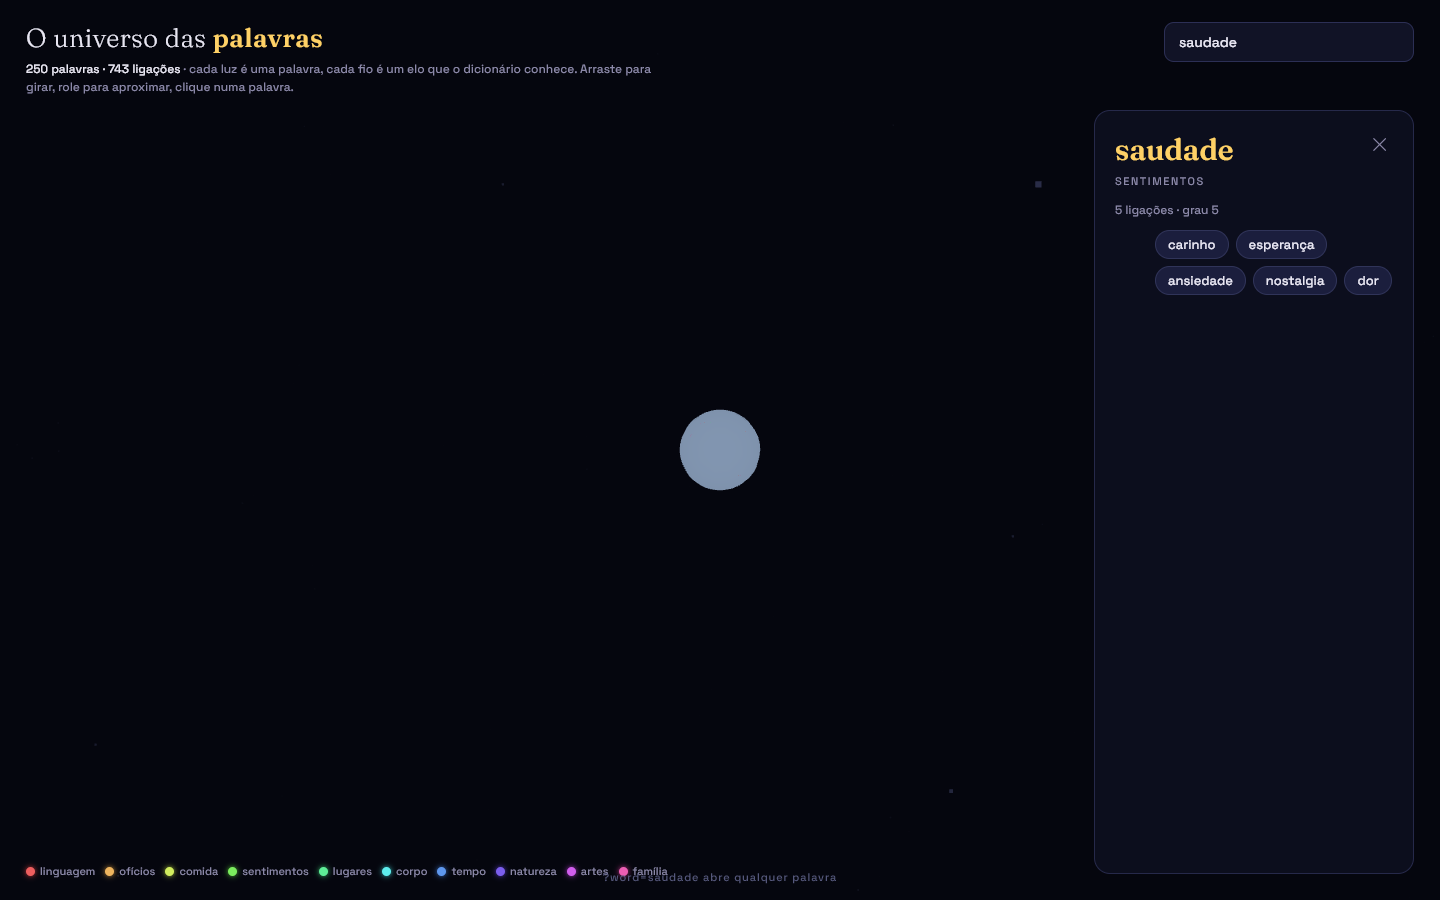 O universo das palavras
250 palavras · 743 ligações · cada luz é uma palavra, cada fio é um elo que o dicionário conhece. Arraste para
girar, role para aproximar, clique numa palavra.
saudade
saudade
SENTIMENTOS
5 ligações · grau 5
carinho esperança
ansiedade nostalgia dor
linguagem ofícios comida sentimentos lugares corpo tempo natureza artes família
?word=saudade abre qualquer palavra